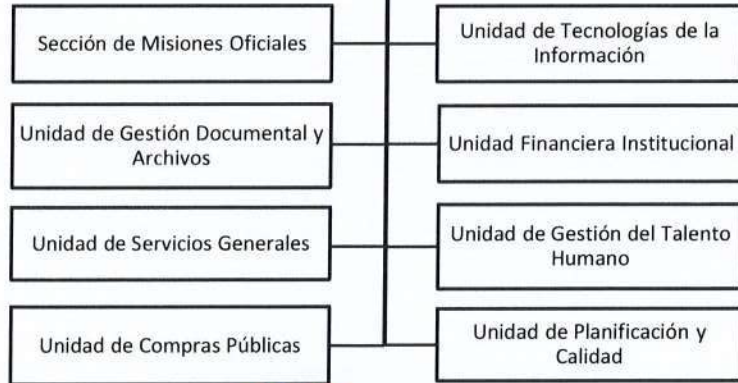 Sección de Misiones Oficiales
Unidad de Tecnologías de la
Información
Unidad de Gestión Documental y
Archivos
Unidad Financiera Institucional
Unidad de Servicios Generales
Unidad de Gestión del Talento
Humano
Unidad de Compras Públicas
Unidad de Planificación y
Calidad